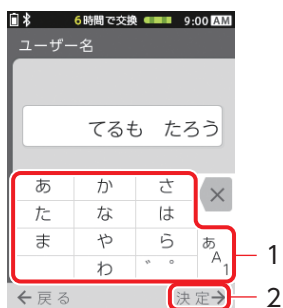 6時間で交換 9:00 AM
ユーザー名
てるも たろう
あ か さ
た な は
ま や ら あA1
わ ゛ ゜
1
←戻る 決定→ 2